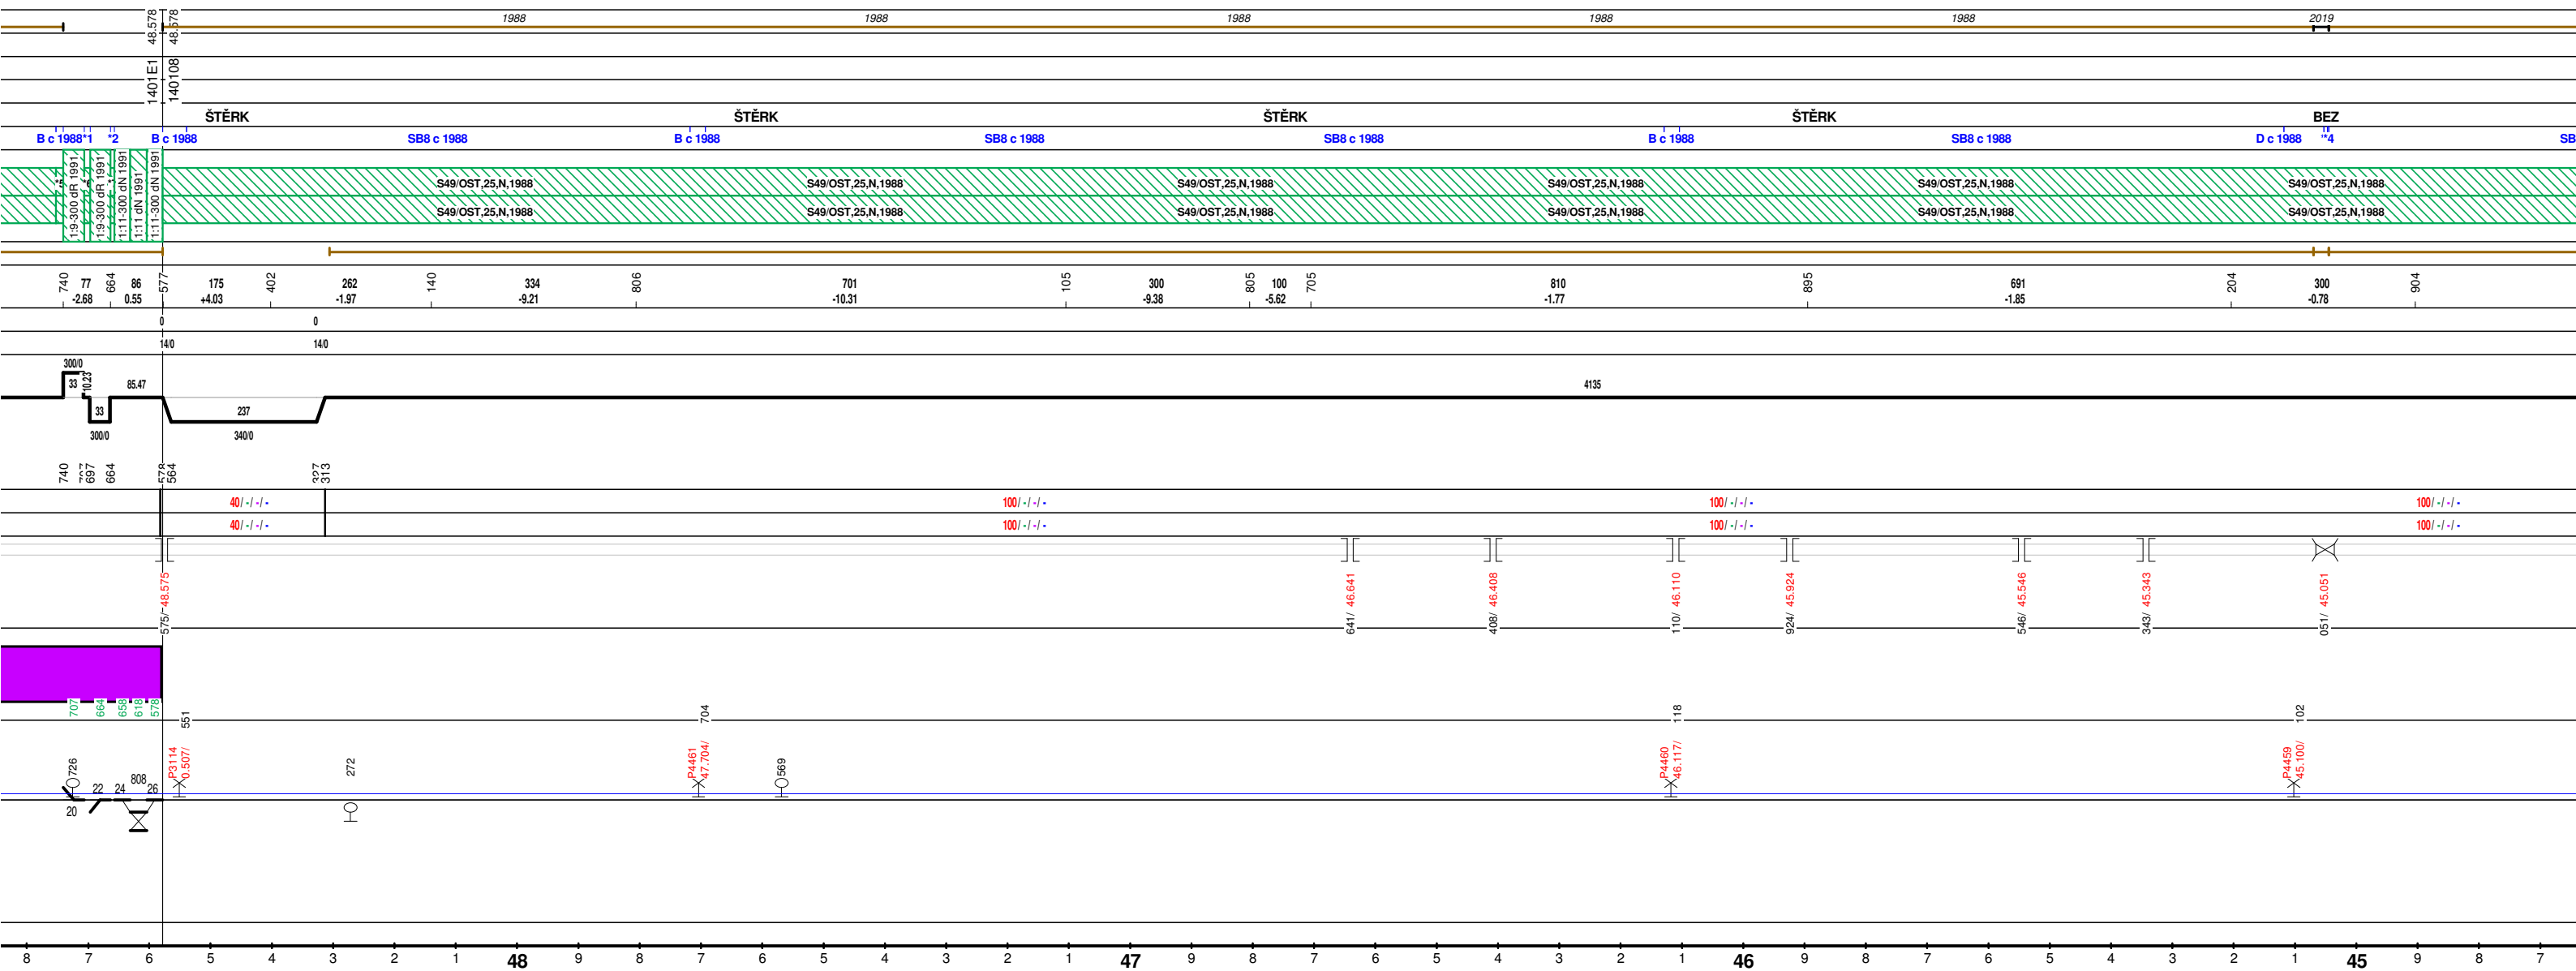 48.578 48.578 1988 1988 1988 1988 1988 2019
1401E1 140108
ŠTĚRK ŠTĚRK ŠTĚRK ŠTĚRK BEZ
B c 1988 *1 *2 B c 1988 SB8 c 1988 B c 1988 SB8 c 1988 SB8 c 1988 B c 1988 SB8 c 1988 D c 1988 *4 SB
1:9-300 dR 1991 1:9-300 dR 1991 1:11-300 dN 1991 1:11 dN 1991 1:11-300 dN 1991
S49/OST,25,N,1988 S49/OST,25,N,1988 S49/OST,25,N,1988 S49/OST,25,N,1988 S49/OST,25,N,1988 S49/OST,25,N,1988
S49/OST,25,N,1988 S49/OST,25,N,1988 S49/OST,25,N,1988 S49/OST,25,N,1988 S49/OST,25,N,1988 S49/OST,25,N,1988
740 77 664 86 577 175 402 262 140 334 806 701 105 300 805 100 705 810 895 691 204 300 904
-2.68 0.55 +4.03 -1.97 -9.21 -10.31 -9.38 -5.62 -1.77 -1.85 -0.78
0 0
14/0 14/0
300/0
33 10.23 85.47 4135
33 237
300/0 340/0
740 697 664 578 564 327 313
40/ -/ -/ - 100/ -/ -/ - 100/ -/ -/ - 100/ -/ -/ -
40/ -/ -/ - 100/ -/ -/ - 100/ -/ -/ - 100/ -/ -/ -
575/ 48.575 641/ 46.641 408/ 46.408 110/ 46.110 924/ 45.924 546/ 45.546 343/ 45.343 051/ 45.051
707 664 658 618 578
551 704 118 102
726 P3114 0.507/ 272 P4461 47.704/ 569 P4460 46.117/ P4459 45.100/
808
22 24 26
20
8 7 6 5 4 3 2 1 48 9 8 7 6 5 4 3 2 1 47 9 8 7 6 5 4 3 2 1 46 9 8 7 6 5 4 3 2 1 45 9 8 7